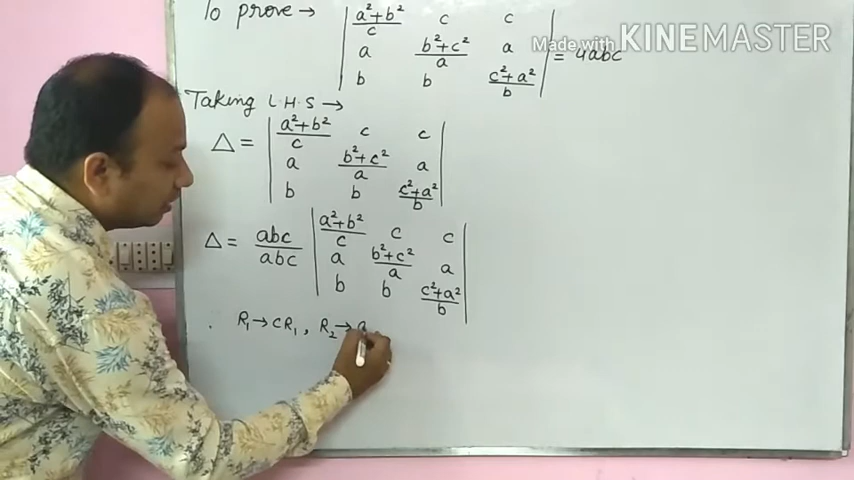 To prove → | (a²+b²)/c c c |
| a (b²+c²)/a a | = 4abc
| b b (c²+a²)/b |
Made with KINEMASTER
Taking L.H.S →
Δ = | (a²+b²)/c c c |
| a (b²+c²)/a a |
| b b (c²+a²)/b |
Δ = abc/abc | (a²+b²)/c c c |
| a (b²+c²)/a a |
| b b (c²+a²)/b |
R₁→cR₁, R₂→a